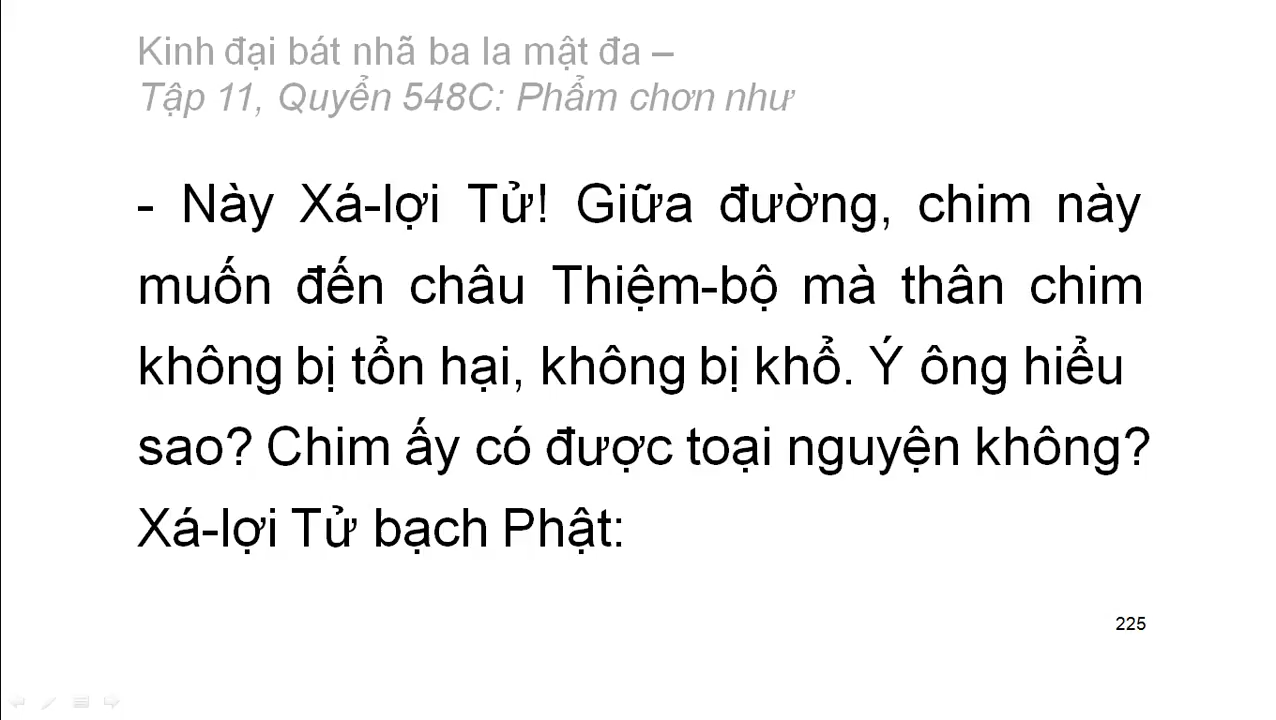 Kinh đại bát nhã ba la mật đa –
Tập 11, Quyển 548C: Phẩm chơn như
- Này Xá-lợi Tử! Giữa đường, chim này
muốn đến châu Thiệm-bộ mà thân chim
không bị tổn hại, không bị khổ. Ý ông hiểu
sao? Chim ấy có được toại nguyện không?
Xá-lợi Tử bạch Phật:
225